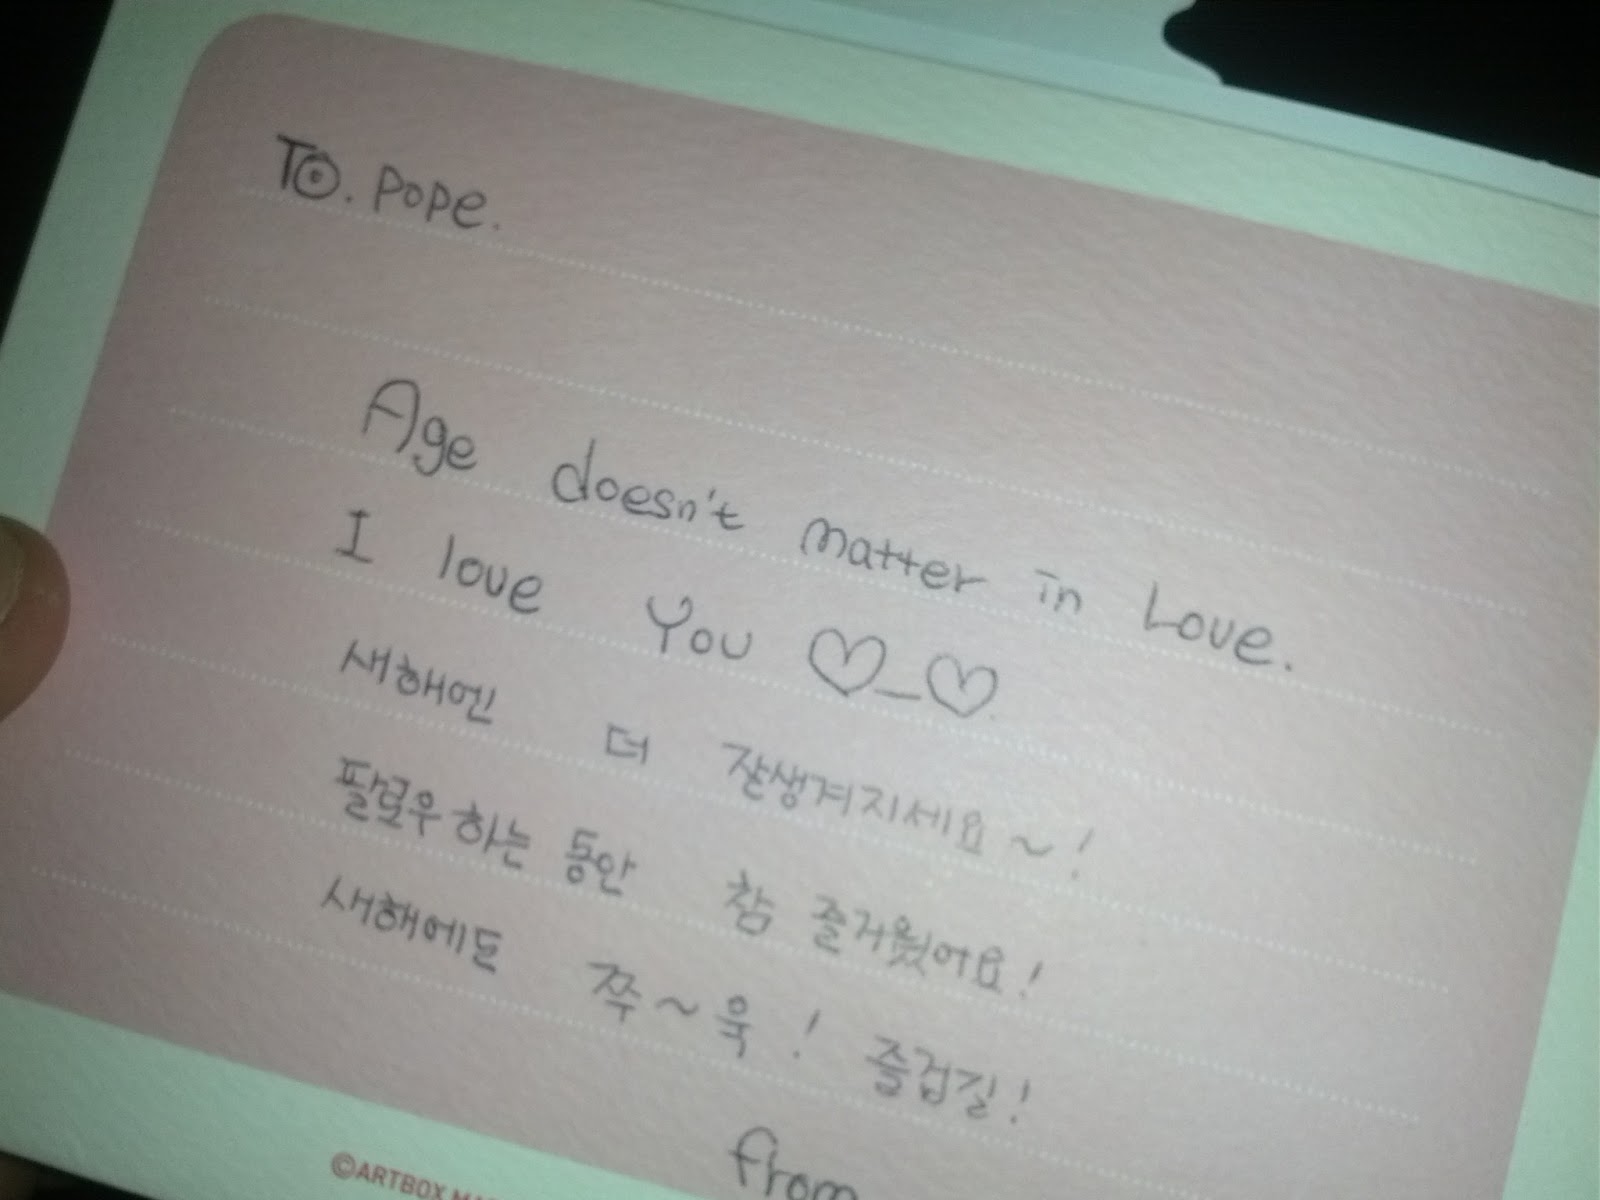 TO. Pope.
Age doesn't matter in Love.
I love You ♡_♡
새해엔 더 잘생겨지세요~!
팔로우 하는 동안 참 즐거웠어요!
새해에도 쭈~욱! 즐겁길!
from
©ARTBOX